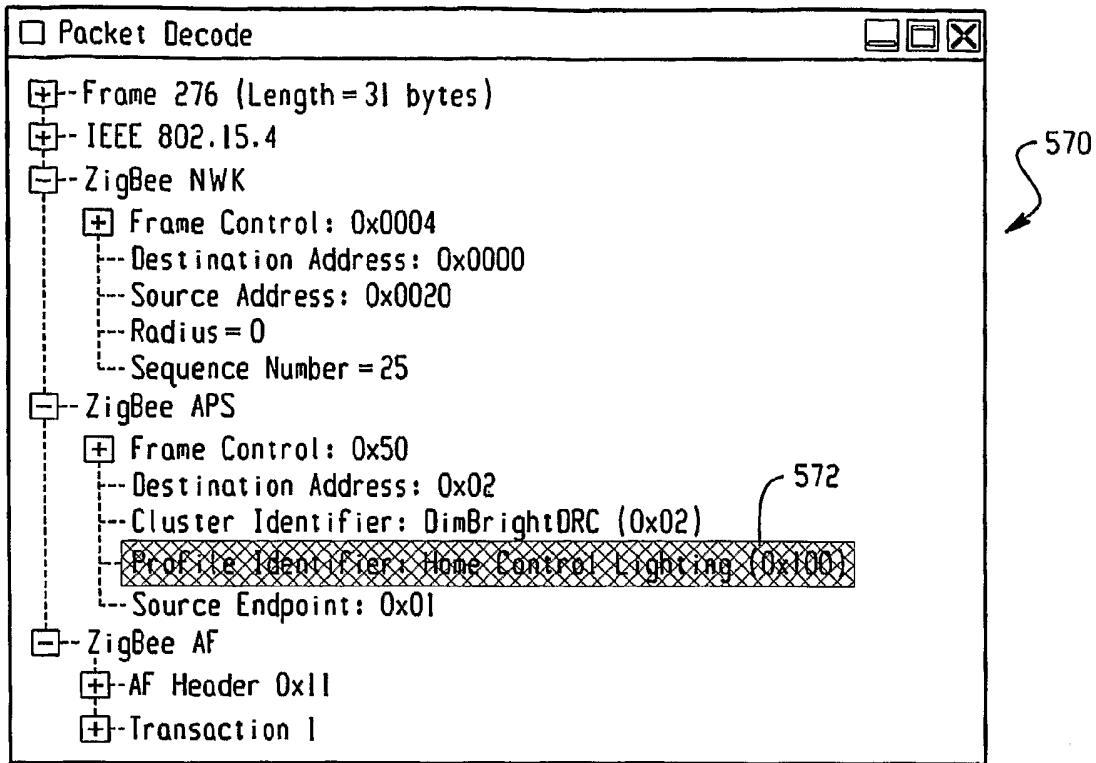 Packet Decode
Frame 276 (Length=31 bytes)
IEEE 802.15.4
570
ZigBee NWK
Frame Control: 0x0004
Destination Address: 0x0000
Source Address: 0x0020
Radius=0
Sequence Number=25
ZigBee APS
Frame Control: 0x50
572
Destination Address: 0x02
Cluster Identifier: DimBrightDRC (0x02)
Profile Identifier: Home Control Lighting (0x100)
Source Endpoint: 0x01
ZigBee AF
AF Header 0x11
Transaction 1